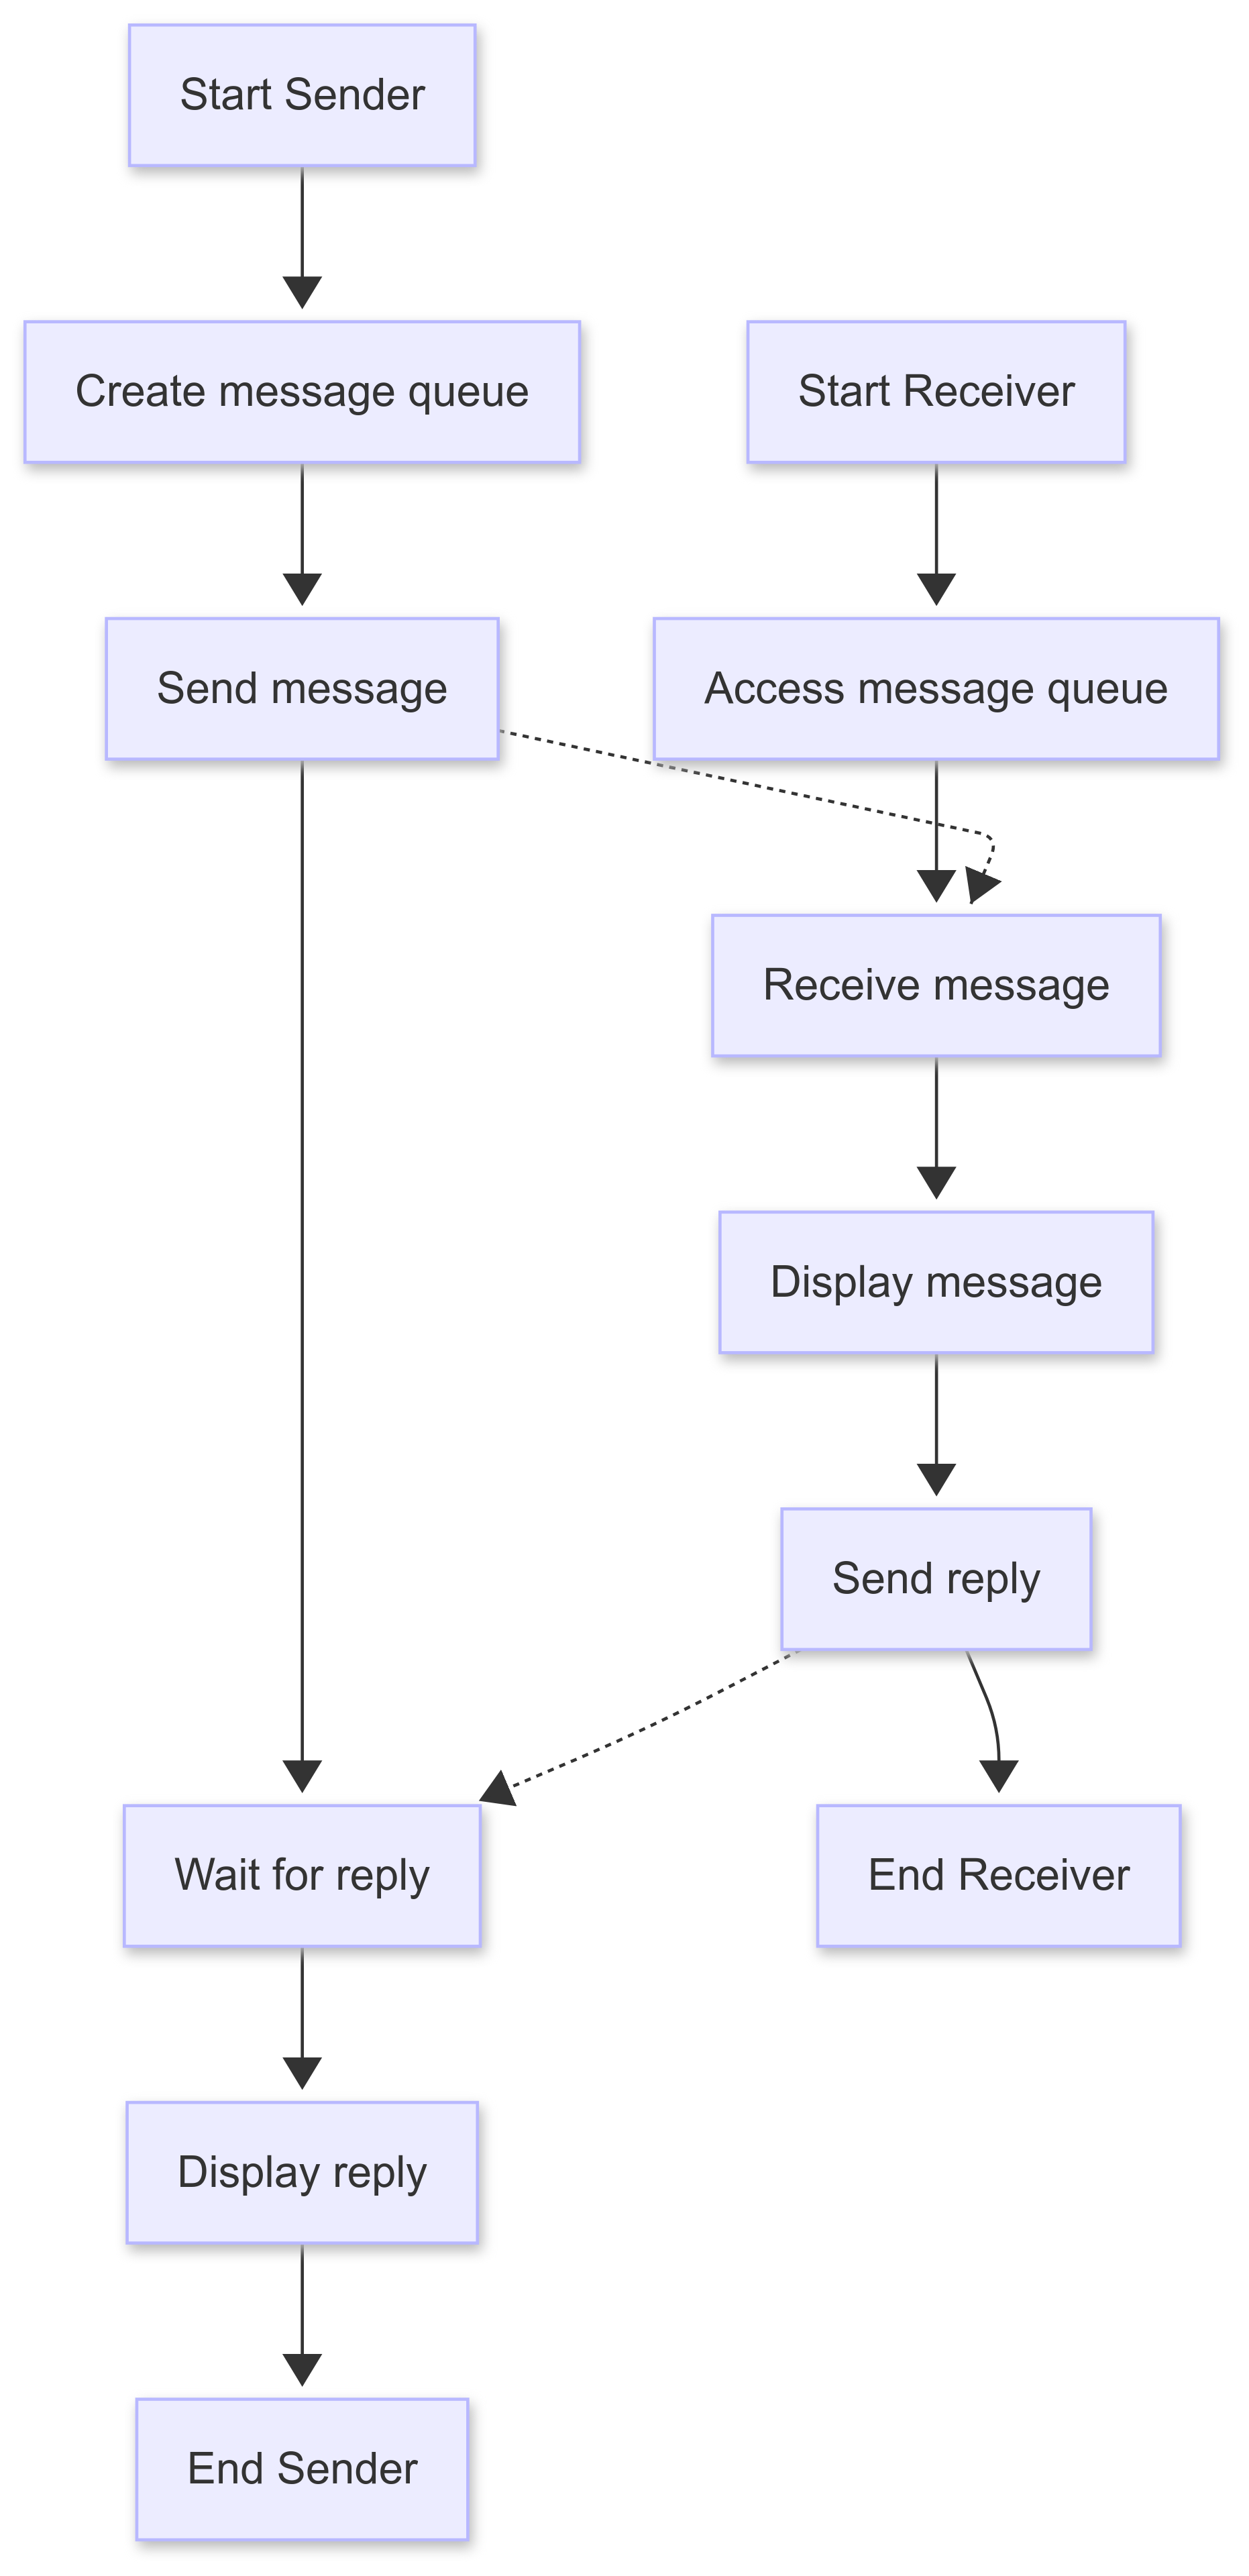 Start Sender
Create message queue
Start Receiver
Send message
Access message queue
Receive message
Display message
Send reply
Wait for reply
End Receiver
Display reply
End Sender